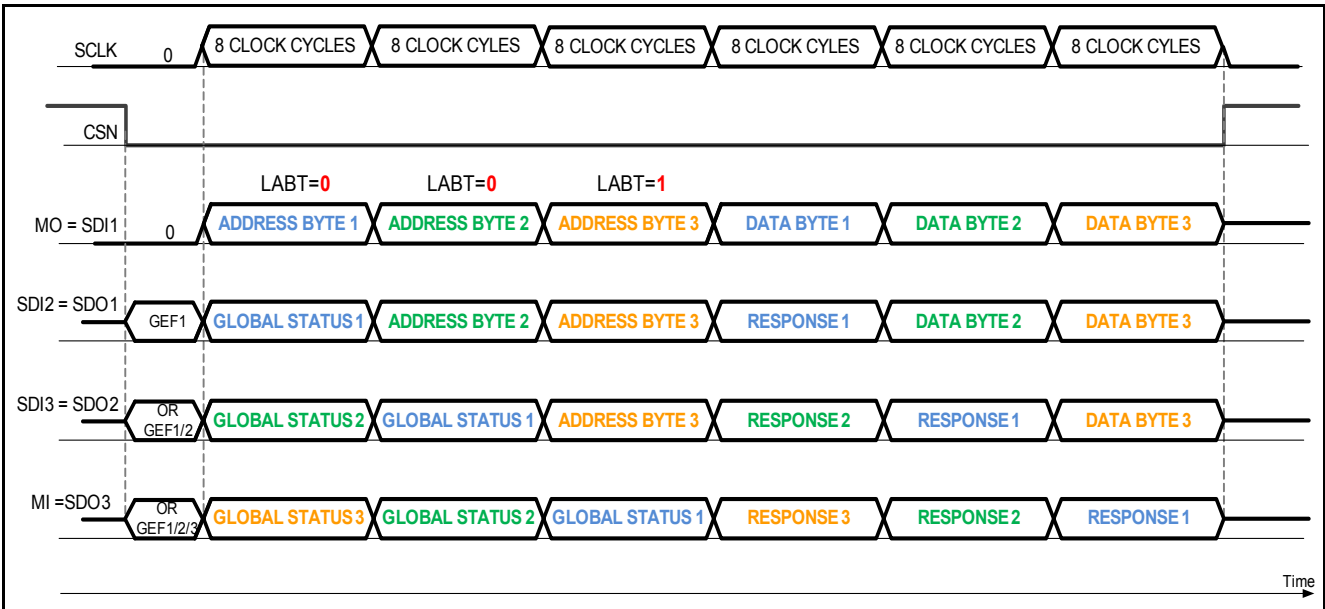 SCLK 0 8 CLOCK CYCLES 8 CLOCK CYLES 8 CLOCK CYCLES 8 CLOCK CYLES 8 CLOCK CYCLES 8 CLOCK CYLES
CSN
LABT=0 LABT=0 LABT=1
MO = SDI1 0 ADDRESS BYTE 1 ADDRESS BYTE 2 ADDRESS BYTE 3 DATA BYTE 1 DATA BYTE 2 DATA BYTE 3
SDI2 = SDO1 GEF1 GLOBAL STATUS 1 ADDRESS BYTE 2 ADDRESS BYTE 3 RESPONSE 1 DATA BYTE 2 DATA BYTE 3
SDI3 = SDO2 OR GEF1/2 GLOBAL STATUS 2 GLOBAL STATUS 1 ADDRESS BYTE 3 RESPONSE 2 RESPONSE 1 DATA BYTE 3
MI =SDO3 OR GEF1/2/3 GLOBAL STATUS 3 GLOBAL STATUS 2 GLOBAL STATUS 1 RESPONSE 3 RESPONSE 2 RESPONSE 1
Time